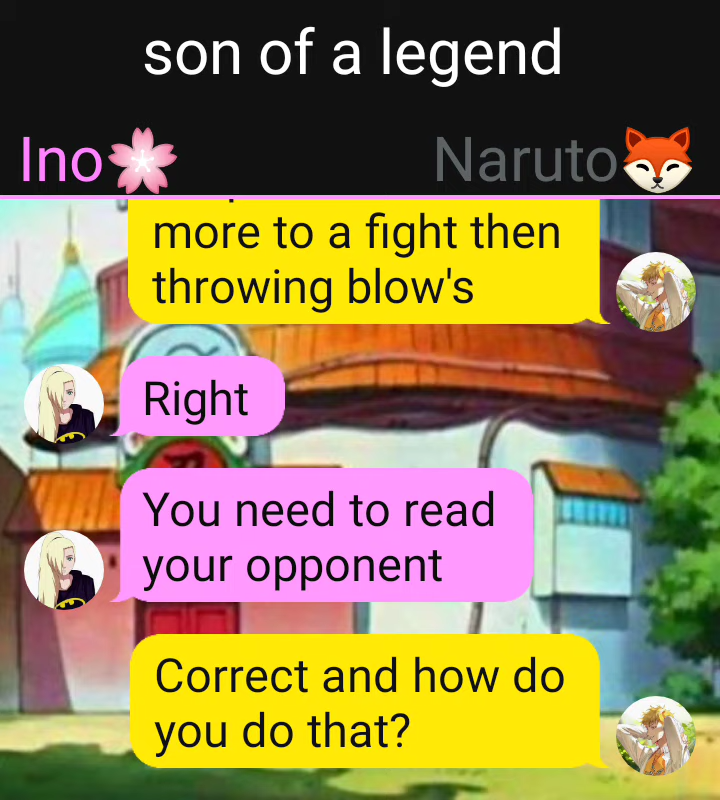 son of a legend
Ino🌸
Naruto🦊
more to a fight then
throwing blow's
Right
You need to read
your opponent
Correct and how do
you do that?